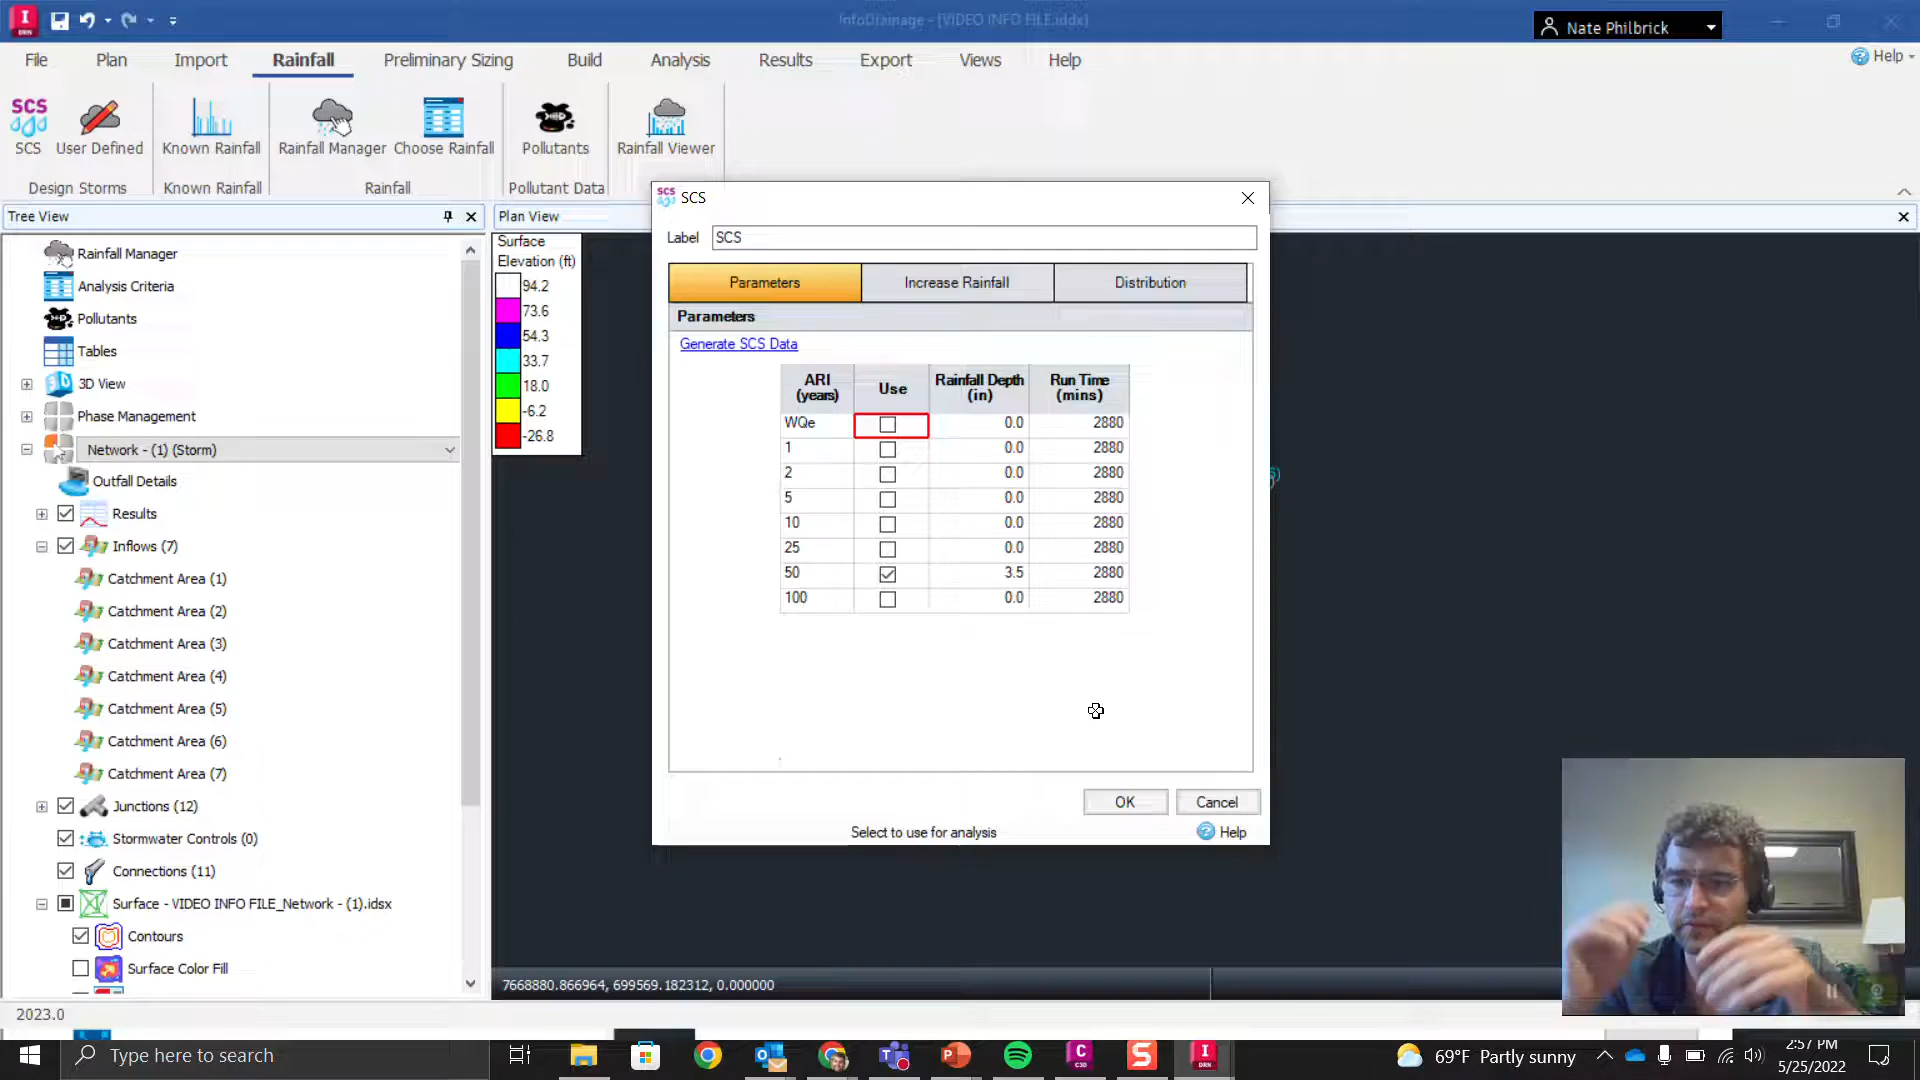 InfoDrainage - [VIDEO INFO FILE.iddx]
Nate Philbrick
File Plan Import Rainfall Preliminary Sizing Build Analysis Results Export Views Help
Help
SCS
SCS User Defined Known Rainfall Rainfall Manager Choose Rainfall Pollutants Rainfall Viewer
Design Storms Known Rainfall Rainfall Pollutant Data
Tree View
Rainfall Manager
Analysis Criteria
Pollutants
Tables
3D View
Phase Management
Network - (1) (Storm)
Outfall Details
Results
Inflows (7)
Catchment Area (1)
Catchment Area (2)
Catchment Area (3)
Catchment Area (4)
Catchment Area (5)
Catchment Area (6)
Catchment Area (7)
Junctions (12)
Stormwater Controls (0)
Connections (11)
Surface - VIDEO INFO FILE_Network - (1).idsx
Contours
Surface Color Fill
Plan View
Surface
Elevation (ft)
94.2
73.6
54.3
33.7
18.0
-6.2
-26.8
SCS
Label SCS
Parameters Increase Rainfall Distribution
Parameters
Generate SCS Data
ARI (years) Use Rainfall Depth (in) Run Time (mins)
WQe 0.0 2880
1 0.0 2880
2 0.0 2880
5 0.0 2880
10 0.0 2880
25 0.0 2880
50 3.5 2880
100 0.0 2880
OK Cancel
Select to use for analysis Help
7668880.866964, 699569.182312, 0.000000
2023.0
Type here to search
69°F Partly sunny
2:57 PM
5/25/2022